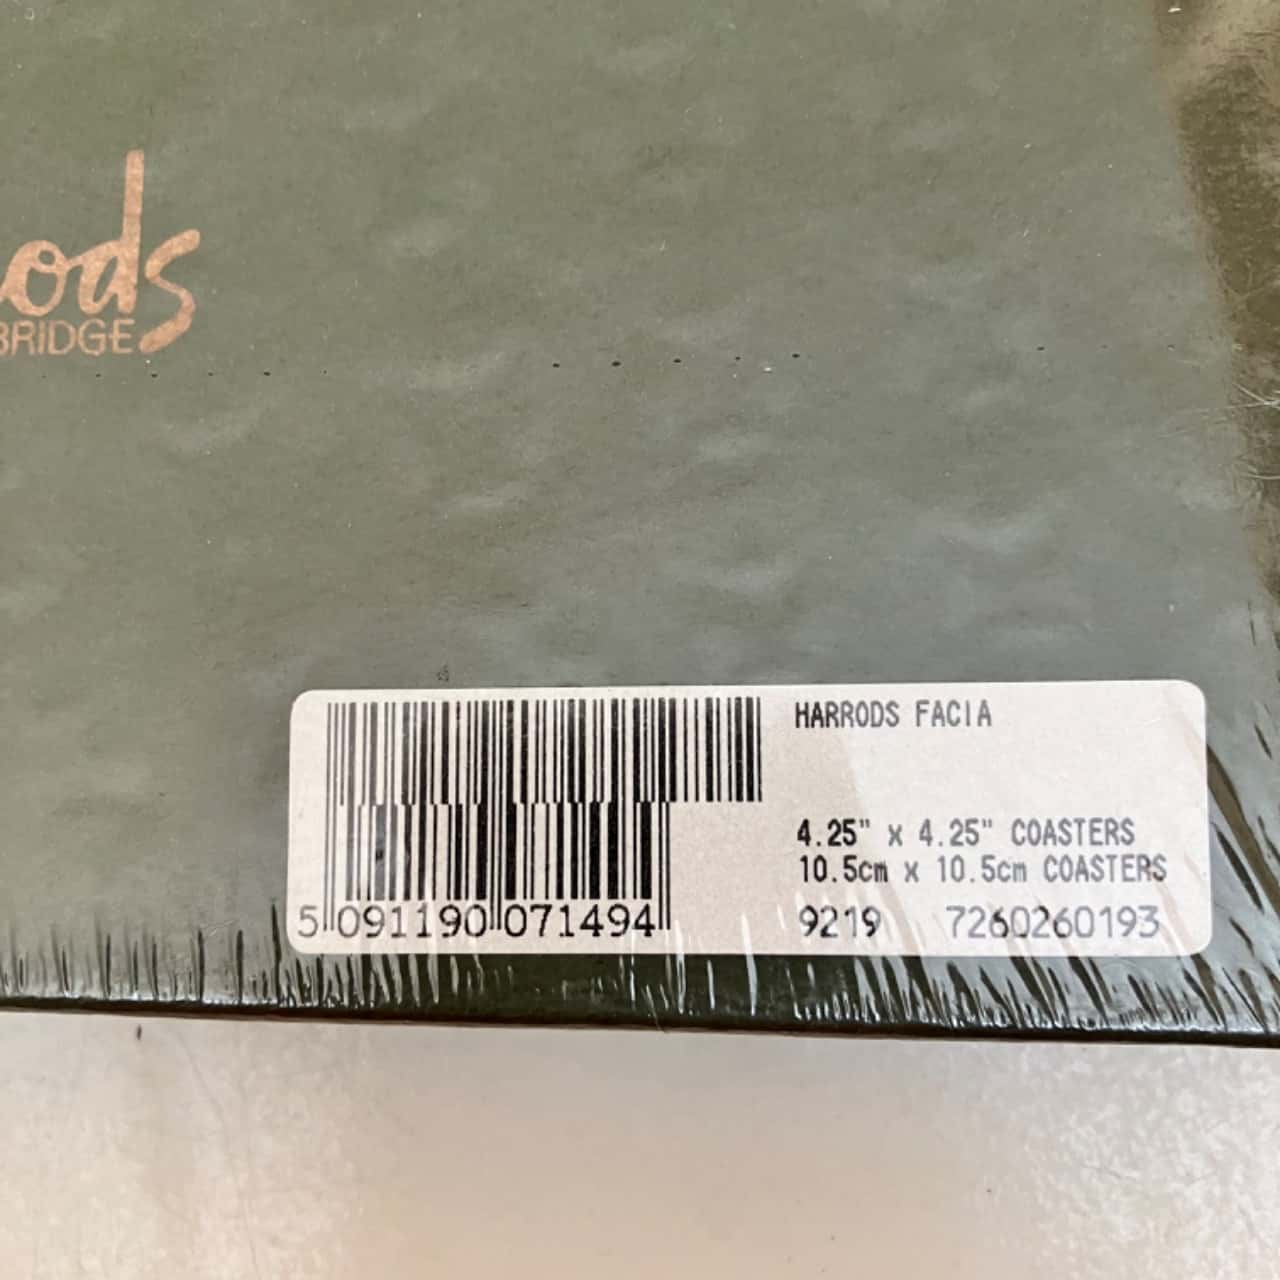 ods
BRIDGE
HARRODS FACIA
4.25" x 4.25" COASTERS
10.5cm x 10.5cm COASTERS
9219 7260260193
5 091190 071494